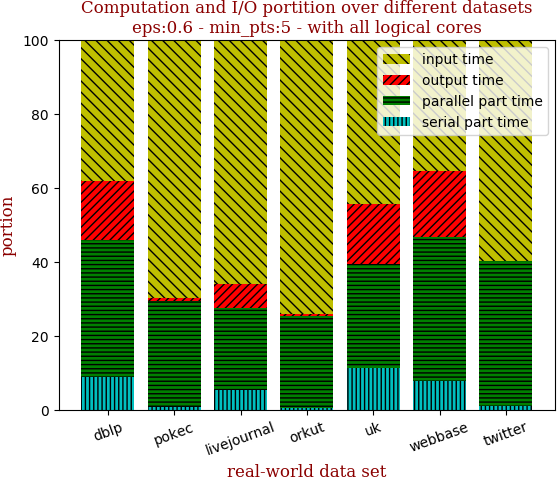 Computation and I/O portition over different datasets
eps:0.6 - min_pts:5 - with all logical cores
100
80
60
40
20
0
portion
input time
output time
parallel part time
serial part time
dblp
pokec
livejournal
orkut
uk
webbase
twitter
real-world data set